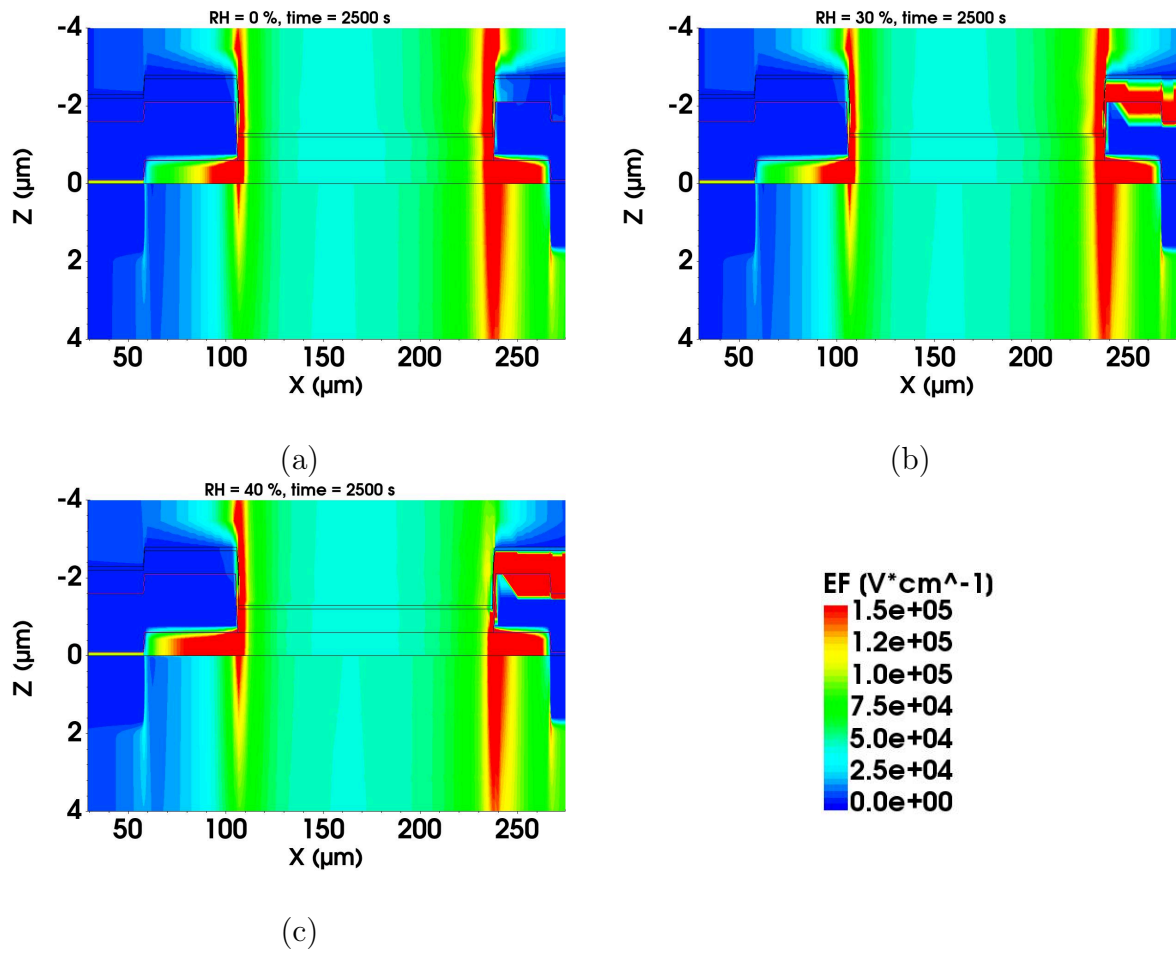 RH = 0 %, time = 2500 s
-4
-2
0
2
4
Z (µm)
50 100 150 200 250
X (µm)
(a)
RH = 30 %, time = 2500 s
-4
-2
0
2
4
Z (µm)
50 100 150 200 250
X (µm)
(b)
RH = 40 %, time = 2500 s
-4
-2
0
2
4
Z (µm)
50 100 150 200 250
X (µm)
(c)
EF (V*cm^-1)
1.5e+05
1.2e+05
1.0e+05
7.5e+04
5.0e+04
2.5e+04
0.0e+00